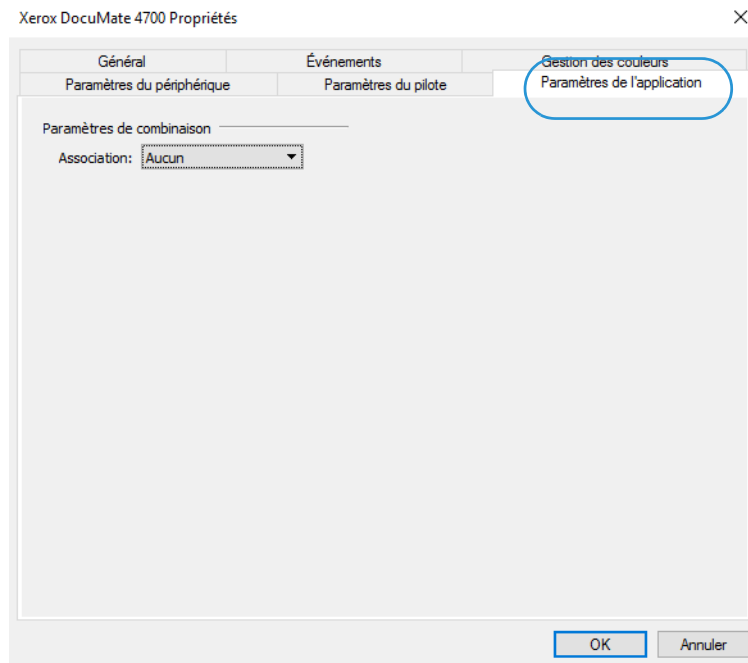 Xerox DocuMate 4700 Propriétés
Général Événements Gestion des couleurs
Paramètres du périphérique Paramètres du pilote Paramètres de l'application
Paramètres de combinaison
Association: Aucun
OK Annuler